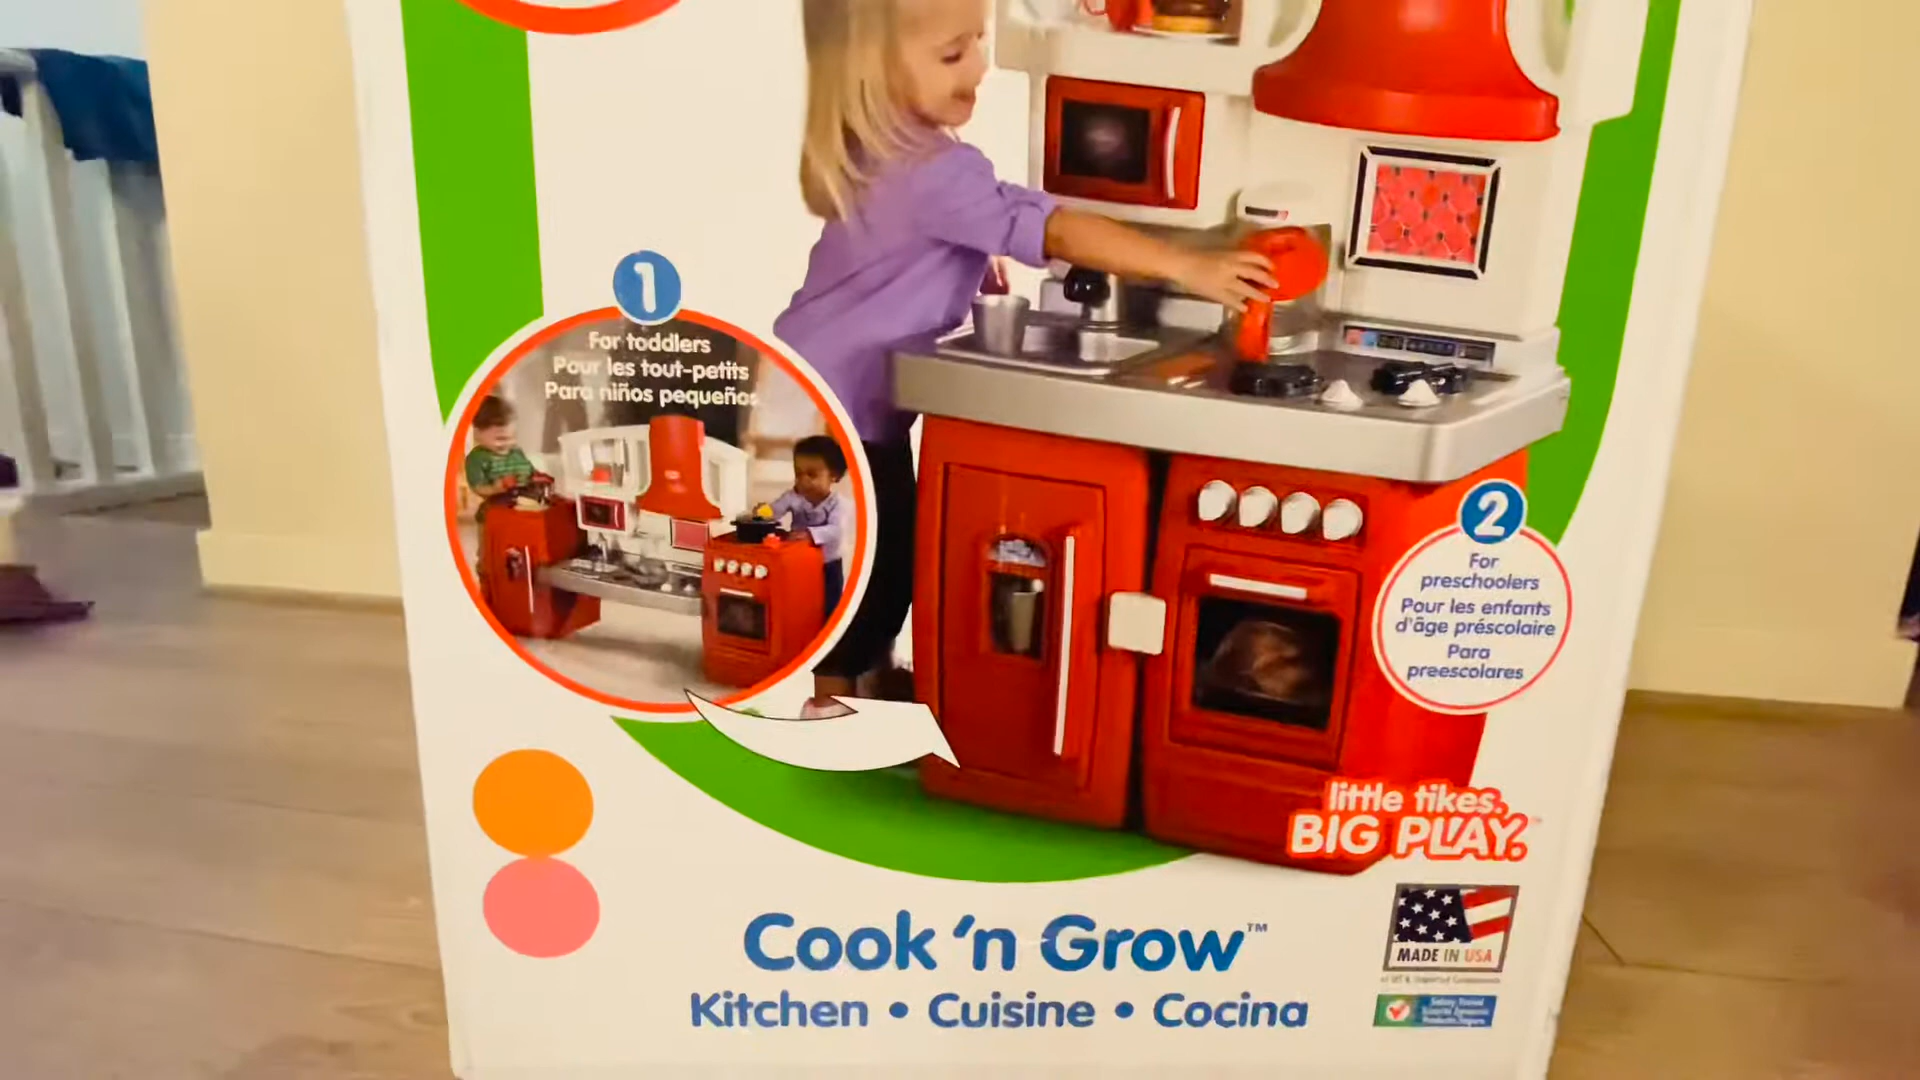 1
For toddlers
Pour les tout-petits
Para niños pequeños
2
For
preschoolers
Pour les enfants
d'âge préscolaire
Para
preescolares
little tikes.
BIG PLAY.™
Cook 'n Grow™
Kitchen • Cuisine • Cocina
MADE IN USA